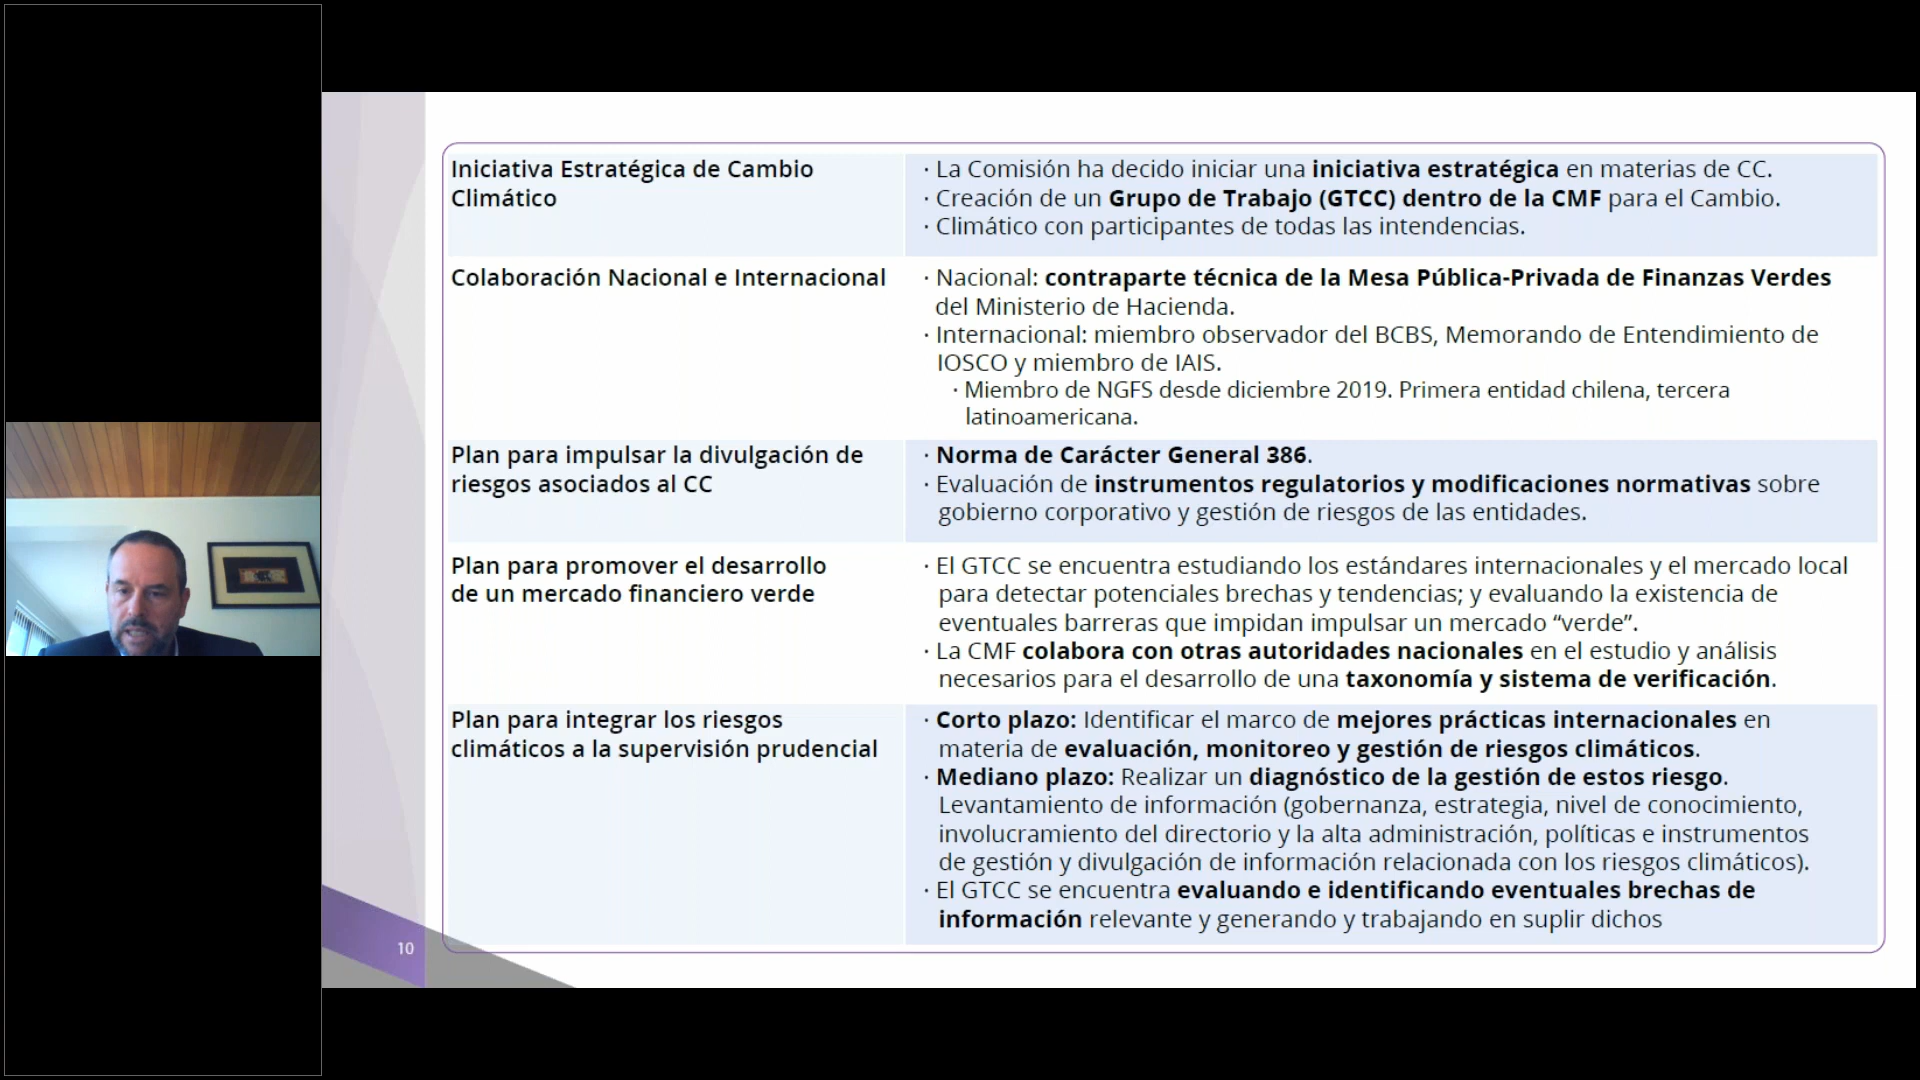 Iniciativa Estratégica de Cambio
Climático
· La Comisión ha decido iniciar una iniciativa estratégica en materias de CC.
· Creación de un Grupo de Trabajo (GTCC) dentro de la CMF para el Cambio.
· Climático con participantes de todas las intendencias.
Colaboración Nacional e Internacional
· Nacional: contraparte técnica de la Mesa Pública-Privada de Finanzas Verdes
del Ministerio de Hacienda.
· Internacional: miembro observador del BCBS, Memorando de Entendimiento de
IOSCO y miembro de IAIS.
· Miembro de NGFS desde diciembre 2019. Primera entidad chilena, tercera
latinoamericana.
Plan para impulsar la divulgación de
riesgos asociados al CC
· Norma de Carácter General 386.
· Evaluación de instrumentos regulatorios y modificaciones normativas sobre
gobierno corporativo y gestión de riesgos de las entidades.
Plan para promover el desarrollo
de un mercado financiero verde
· El GTCC se encuentra estudiando los estándares internacionales y el mercado local
para detectar potenciales brechas y tendencias; y evaluando la existencia de
eventuales barreras que impidan impulsar un mercado “verde”.
· La CMF colabora con otras autoridades nacionales en el estudio y análisis
necesarios para el desarrollo de una taxonomía y sistema de verificación.
Plan para integrar los riesgos
climáticos a la supervisión prudencial
· Corto plazo: Identificar el marco de mejores prácticas internacionales en
materia de evaluación, monitoreo y gestión de riesgos climáticos.
· Mediano plazo: Realizar un diagnóstico de la gestión de estos riesgo.
Levantamiento de información (gobernanza, estrategia, nivel de conocimiento,
involucramiento del directorio y la alta administración, políticas e instrumentos
de gestión y divulgación de información relacionada con los riesgos climáticos).
· El GTCC se encuentra evaluando e identificando eventuales brechas de
información relevante y generando y trabajando en suplir dichos
10